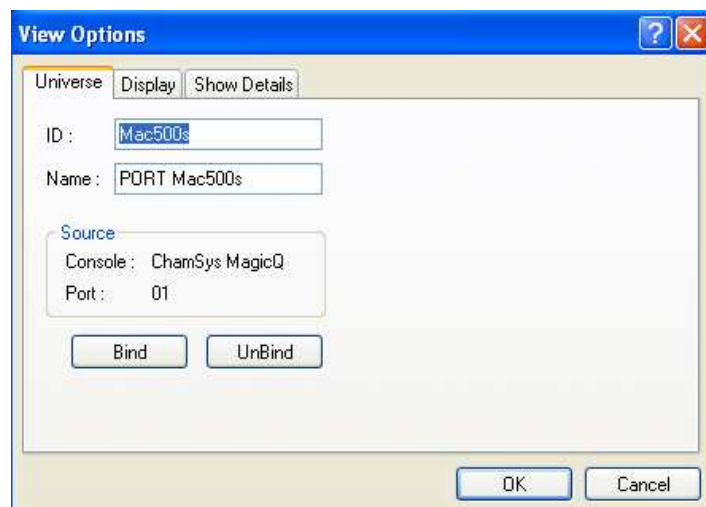 View Options
Universe Display Show Details
ID : Mac500s
Name : PORT Mac500s
Source
Console : ChamSys MagicQ
Port : 01
Bind UnBind
OK Cancel